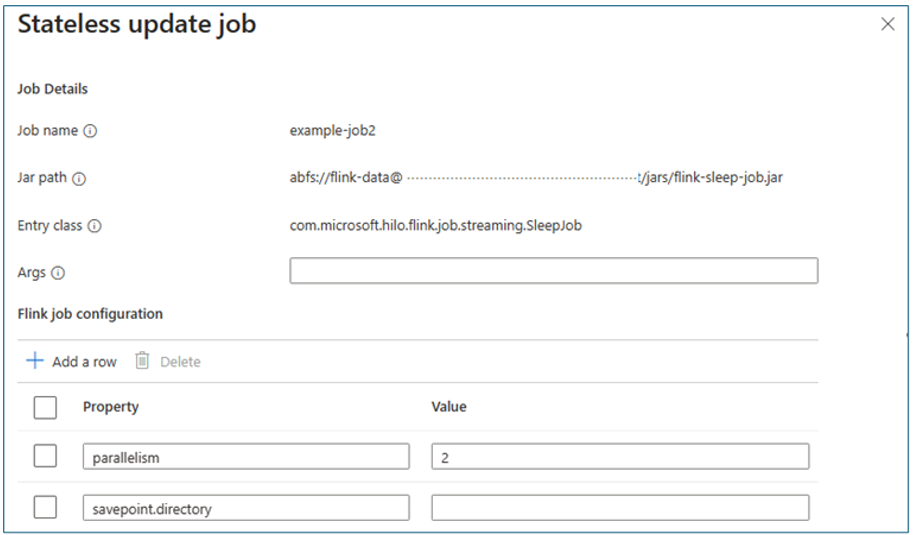 Stateless update job
Job Details
Job name example-job2
Jar path abfs://flink-data@ t/jars/flink-sleep-job.jar
Entry class com.microsoft.hilo.flink.job.streaming.SleepJob
Args
Flink job configuration
Add a row Delete
Property Value
parallelism 2
savepoint.directory